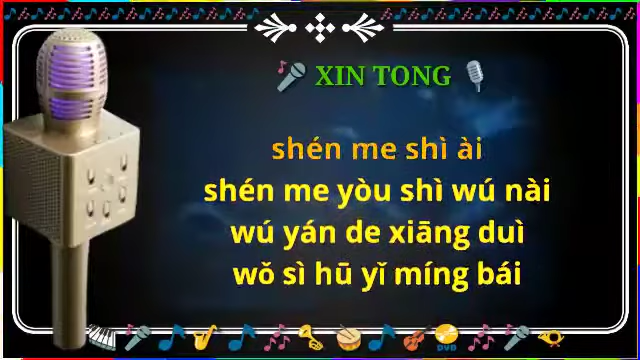 XIN TONG
shén me shì ài
shén me yòu shì wú nài
wú yán de xiāng duì
wǒ sì hū yǐ míng bái
DVD